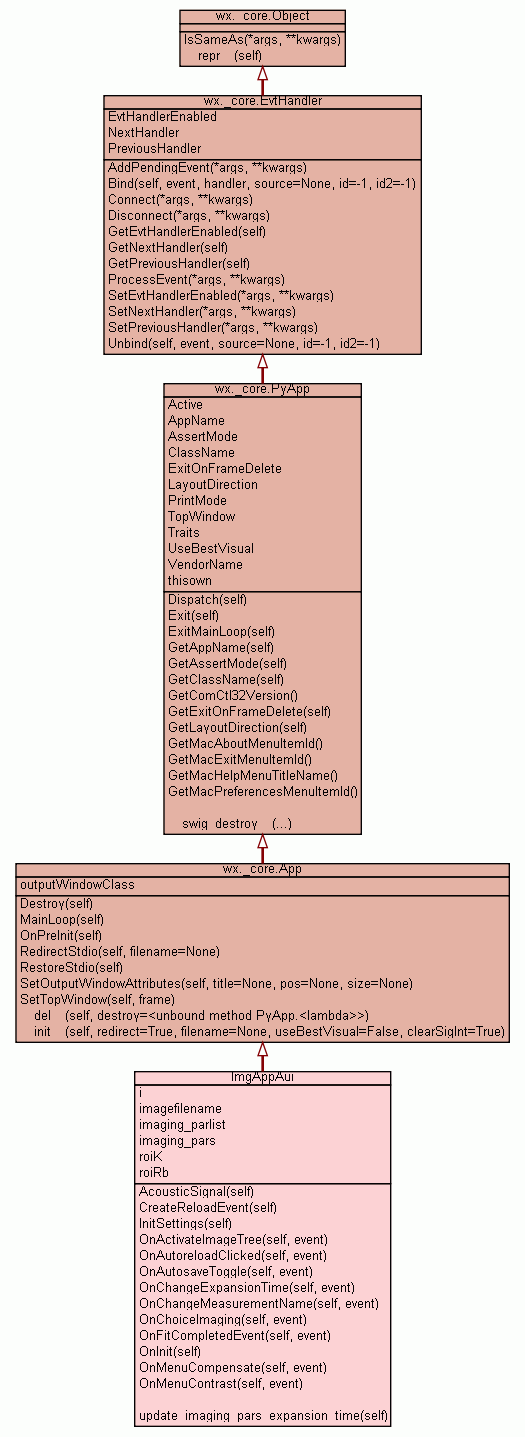 wx._core.Object
IsSameAs(*args, **kwargs)
repr (self)
wx._core.EvtHandler
EvtHandlerEnabled
NextHandler
PreviousHandler
AddPendingEvent(*args, **kwargs)
Bind(self, event, handler, source=None, id=-1, id2=-1)
Connect(*args, **kwargs)
Disconnect(*args, **kwargs)
GetEvtHandlerEnabled(self)
GetNextHandler(self)
GetPreviousHandler(self)
ProcessEvent(*args, **kwargs)
SetEvtHandlerEnabled(*args, **kwargs)
SetNextHandler(*args, **kwargs)
SetPreviousHandler(*args, **kwargs)
Unbind(self, event, source=None, id=-1, id2=-1)
wx._core.PyApp
Active
AppName
AssertMode
ClassName
ExitOnFrameDelete
LayoutDirection
PrintMode
TopWindow
Traits
UseBestVisual
VendorName
thisown
Dispatch(self)
Exit(self)
ExitMainLoop(self)
GetAppName(self)
GetAssertMode(self)
GetClassName(self)
GetComCtl32Version()
GetExitOnFrameDelete(self)
GetLayoutDirection(self)
GetMacAboutMenuItemId()
GetMacExitMenuItemId()
GetMacHelpMenuTitleName()
GetMacPreferencesMenuItemId()
swig_destroy (...)
wx._core.App
outputWindowClass
Destroy(self)
MainLoop(self)
OnPreInit(self)
RedirectStdio(self, filename=None)
RestoreStdio(self)
SetOutputWindowAttributes(self, title=None, pos=None, size=None)
SetTopWindow(self, frame)
del (self, destroy=<unbound method PyApp.<lambda>>)
init (self, redirect=True, filename=None, useBestVisual=False, clearSigInt=True)
ImgAppAui
i
imagefilename
imaging_parlist
imaging_pars
roiK
roiRb
AcousticSignal(self)
CreateReloadEvent(self)
InitSettings(self)
OnActivateImageTree(self, event)
OnAutoreloadClicked(self, event)
OnAutosaveToggle(self, event)
OnChangeExpansionTime(self, event)
OnChangeMeasurementName(self, event)
OnChoiceImaging(self, event)
OnFitCompletedEvent(self, event)
OnInit(self)
OnMenuCompensate(self, event)
OnMenuContrast(self, event)
update_imaging_pars_expansion_time(self)